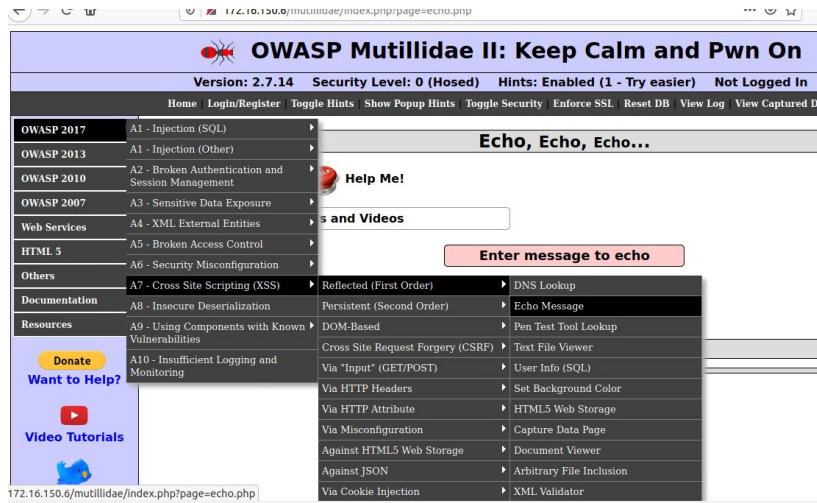 172.16.150.6/mutillidae/index.php?page=echo.php
OWASP Mutillidae II: Keep Calm and Pwn On
Version: 2.7.14 Security Level: 0 (Hosed) Hints: Enabled (1 - Try easier) Not Logged In
Home | Login/Register | Toggle Hints | Show Popup Hints | Toggle Security | Enforce SSL | Reset DB | View Log | View Captured D
OWASP 2017
OWASP 2013
OWASP 2010
OWASP 2007
Web Services
HTML 5
Others
Documentation
Resources
Donate
Want to Help?
Video Tutorials
A1 - Injection (SQL)
A1 - Injection (Other)
A2 - Broken Authentication and
Session Management
A3 - Sensitive Data Exposure
A4 - XML External Entities
A5 - Broken Access Control
A6 - Security Misconfiguration
A7 - Cross Site Scripting (XSS)
A8 - Insecure Deserialization
A9 - Using Components with Known
Vulnerabilities
A10 - Insufficient Logging and
Monitoring
Echo, Echo, Echo...
Help Me!
s and Videos
Enter message to echo
Reflected (First Order)
Persistent (Second Order)
DOM-Based
Cross Site Request Forgery (CSRF)
Via "Input" (GET/POST)
Via HTTP Headers
Via HTTP Attribute
Via Misconfiguration
Against HTML5 Web Storage
Against JSON
Via Cookie Injection
DNS Lookup
Echo Message
Pen Test Tool Lookup
Text File Viewer
User Info (SQL)
Set Background Color
HTML5 Web Storage
Capture Data Page
Document Viewer
Arbitrary File Inclusion
XML Validator
172.16.150.6/mutillidae/index.php?page=echo.php